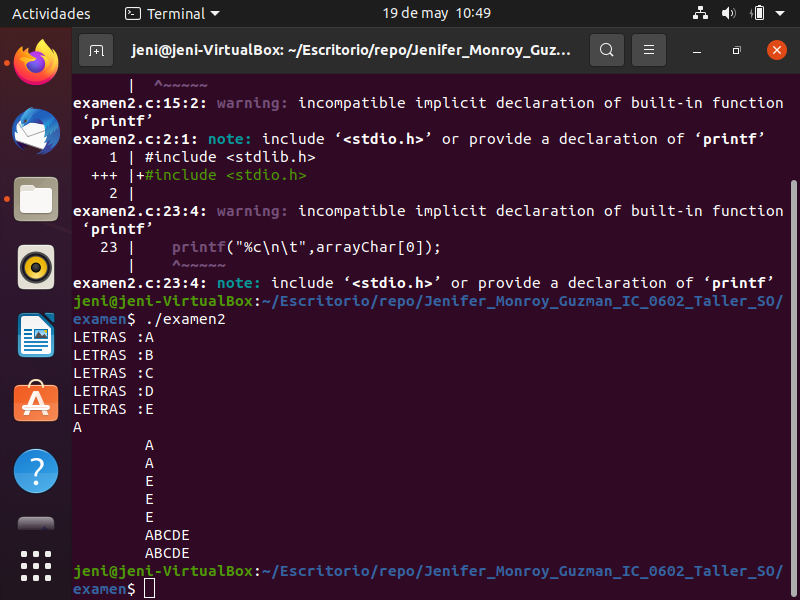 Actividades
Terminal
19 de may 10:49
jeni@jeni-VirtualBox: ~/Escritorio/repo/Jenifer_Monroy_Guz...
| ^~~~~~
examen2.c:15:2: warning: incompatible implicit declaration of built-in function
‘printf’
examen2.c:2:1: note: include ‘<stdio.h>’ or provide a declaration of ‘printf’
1 | #include <stdlib.h>
+++ |+#include <stdio.h>
2 |
examen2.c:23:4: warning: incompatible implicit declaration of built-in function
‘printf’
23 |    printf("%c\n\t",arrayChar[0]);
|    ^~~~~~
examen2.c:23:4: note: include ‘<stdio.h>’ or provide a declaration of ‘printf’
jeni@jeni-VirtualBox:~/Escritorio/repo/Jenifer_Monroy_Guzman_IC_0602_Taller_SO/
examen$ ./examen2
LETRAS :A
LETRAS :B
LETRAS :C
LETRAS :D
LETRAS :E
A
A
A
E
E
E
ABCDE
ABCDE
jeni@jeni-VirtualBox:~/Escritorio/repo/Jenifer_Monroy_Guzman_IC_0602_Taller_SO/
examen$